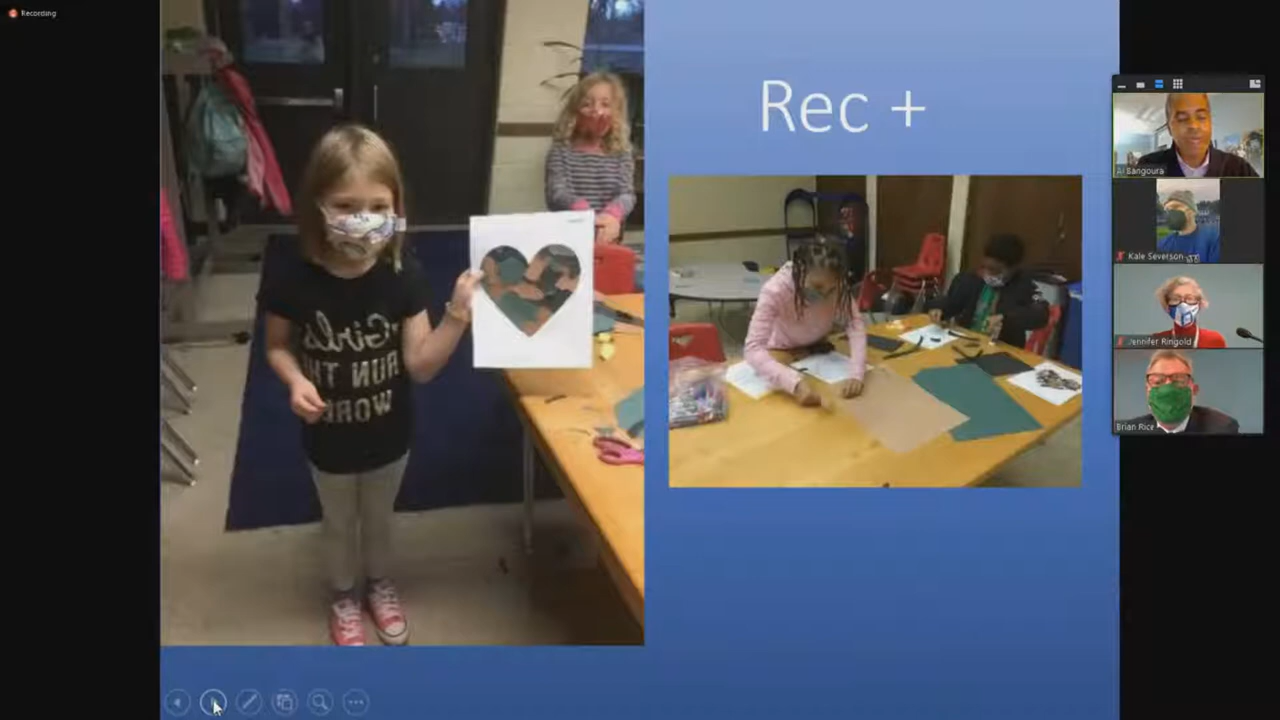 Recording
Rec +
Girls
RUN THE
WORLD
Al Bangoura
Kale Severson
Jennifer Ringold
Brian Rice